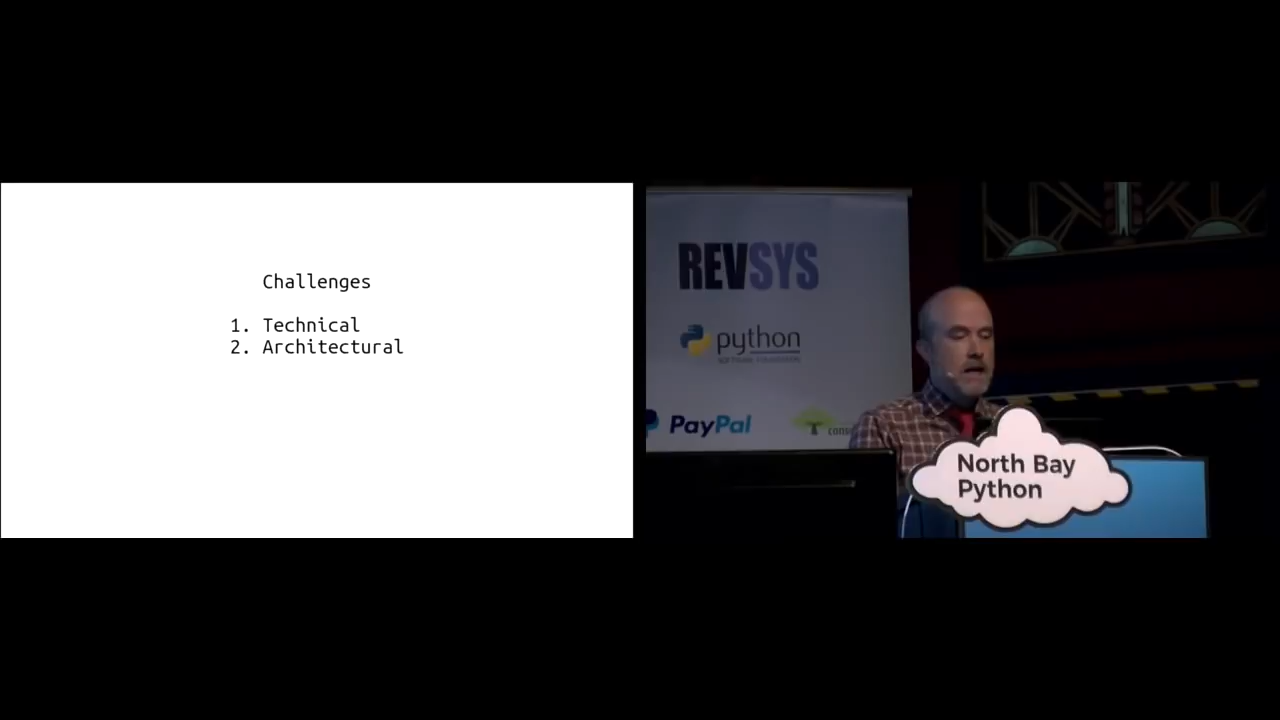 Challenges
1. Technical
2. Architectural
REVSYS
python
PayPal
North Bay
Python